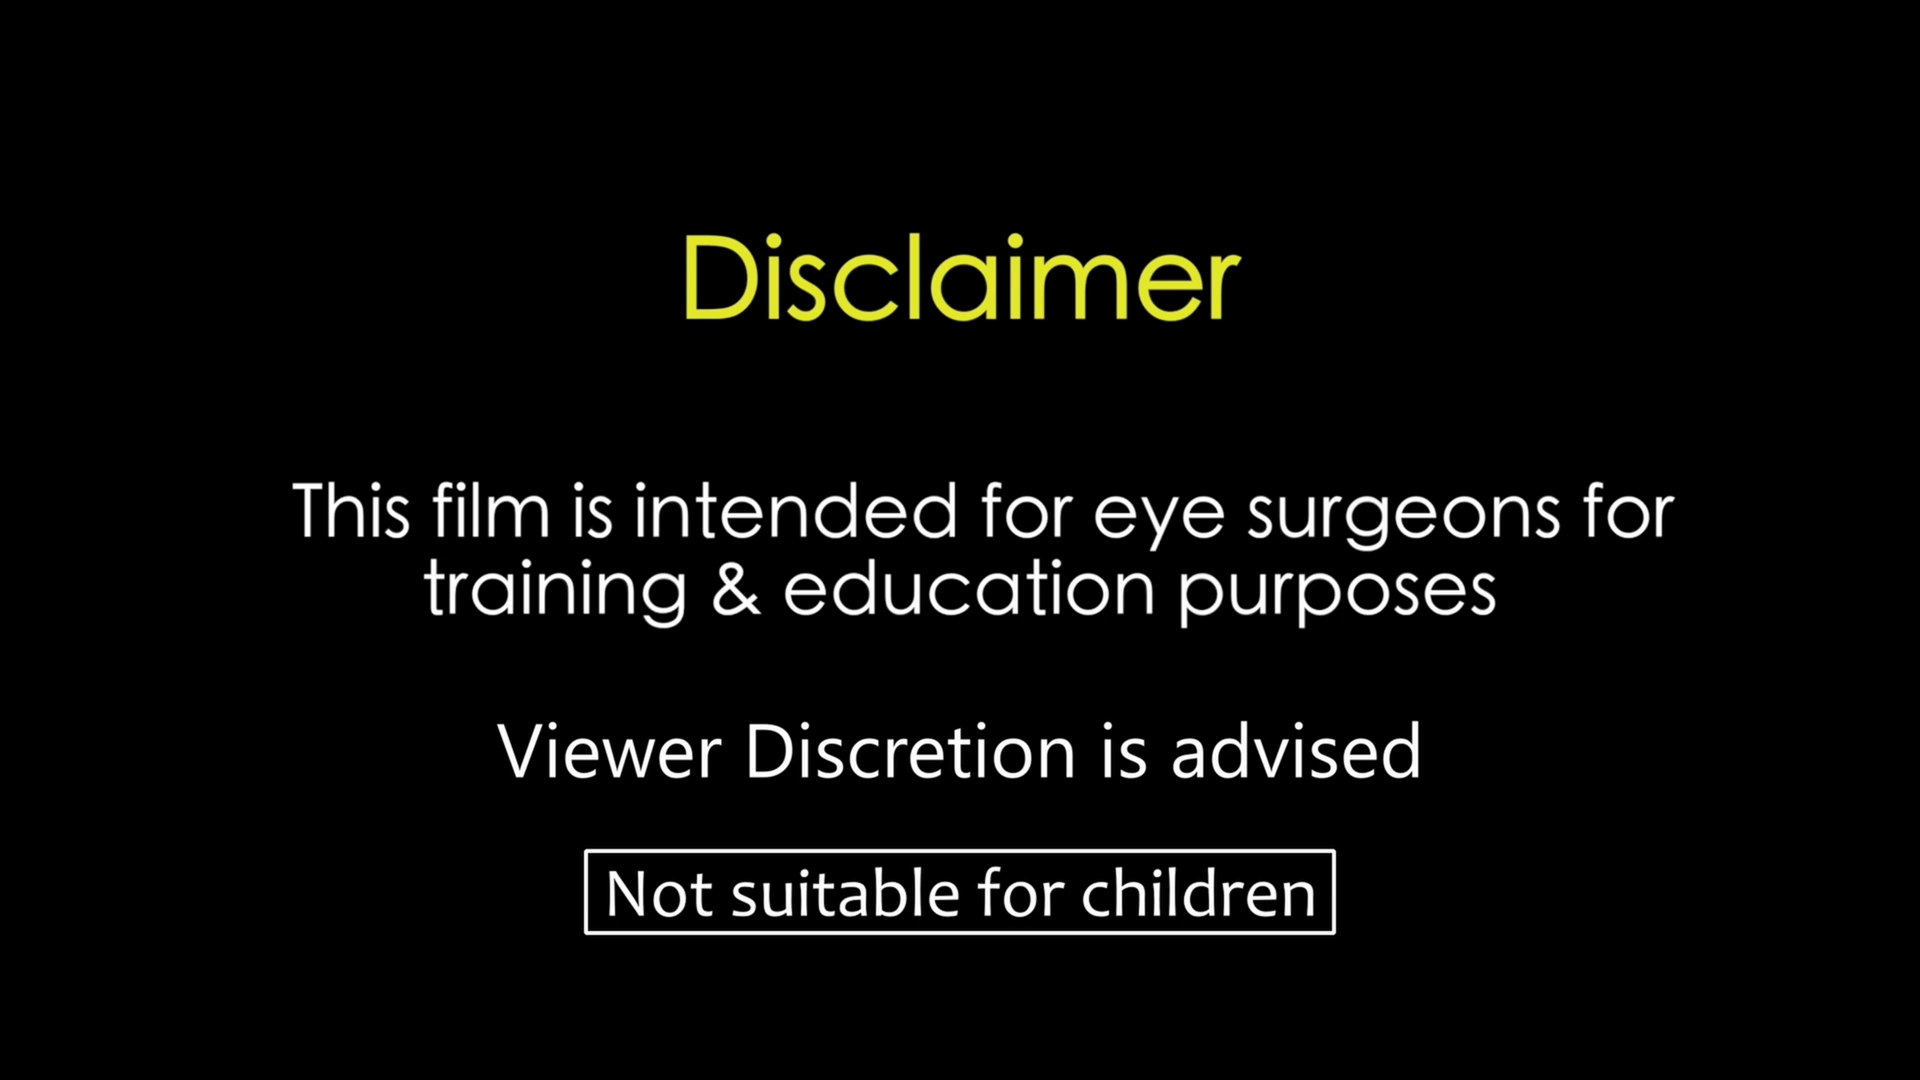 Disclaimer
This film is intended for eye surgeons for
training & education purposes
Viewer Discretion is advised
Not suitable for children